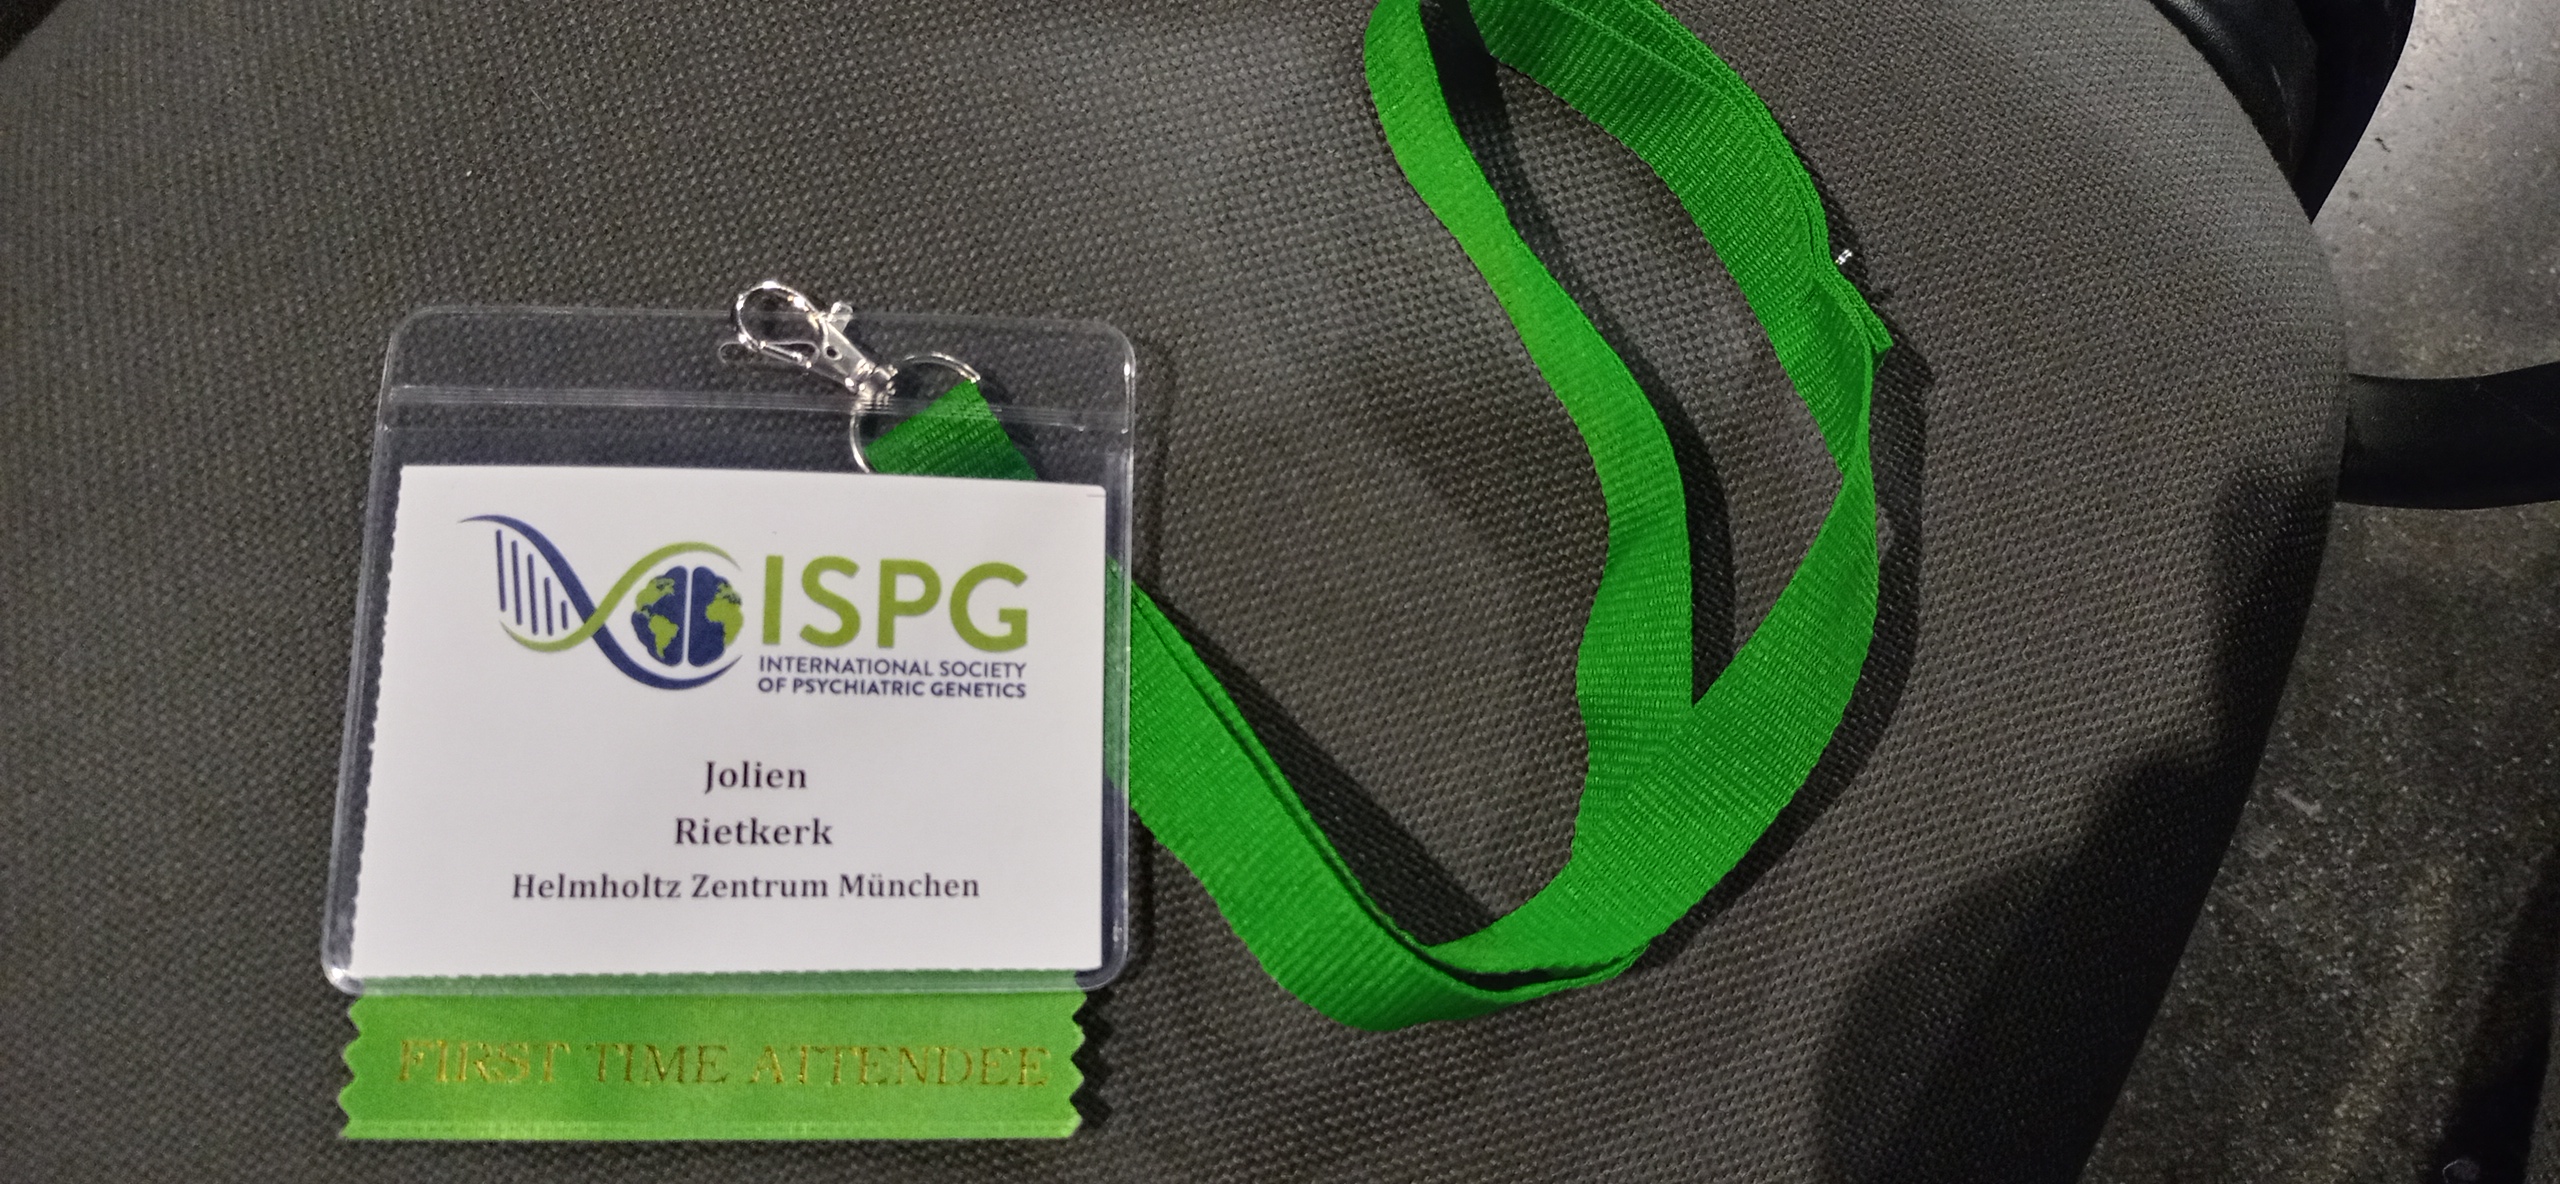 ISPG
INTERNATIONAL SOCIETY
OF PSYCHIATRIC GENETICS
Jolien
Rietkerk
Helmholtz Zentrum München
FIRST TIME ATTENDEE